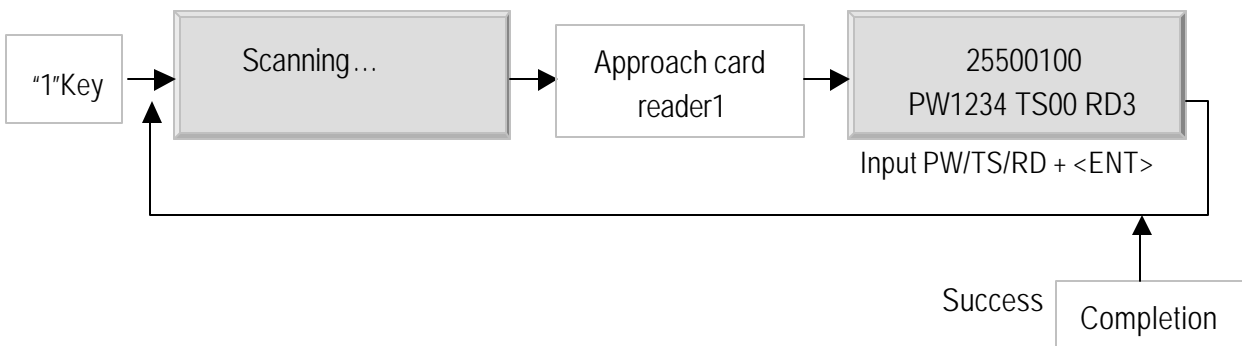 “1”Key
Scanning…
Approach card
reader1
25500100
PW1234 TS00 RD3
Input PW/TS/RD + <ENT>
Success
Completion